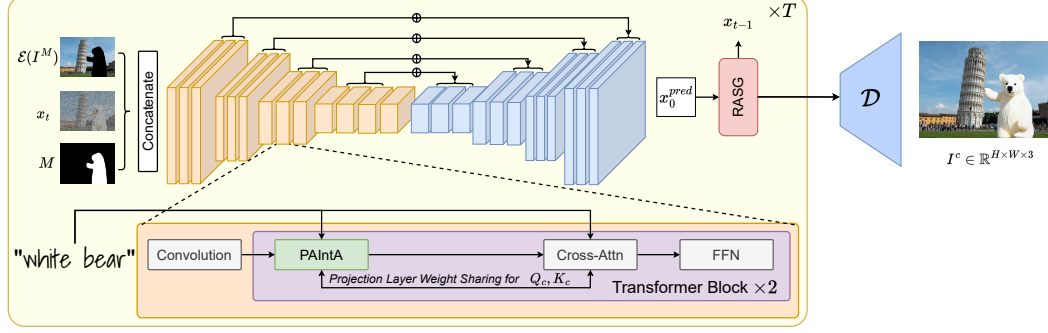 ℰ(I^M)
x_t
M
Concatenate
x_0^{pred}
x_{t-1}
RASG
×T
𝒟
I^c ∈ ℝ^{H×W×3}
"white bear"
Convolution
PAIntA
Cross-Attn
FFN
Projection Layer Weight Sharing for Q_c, K_c
Transformer Block ×2